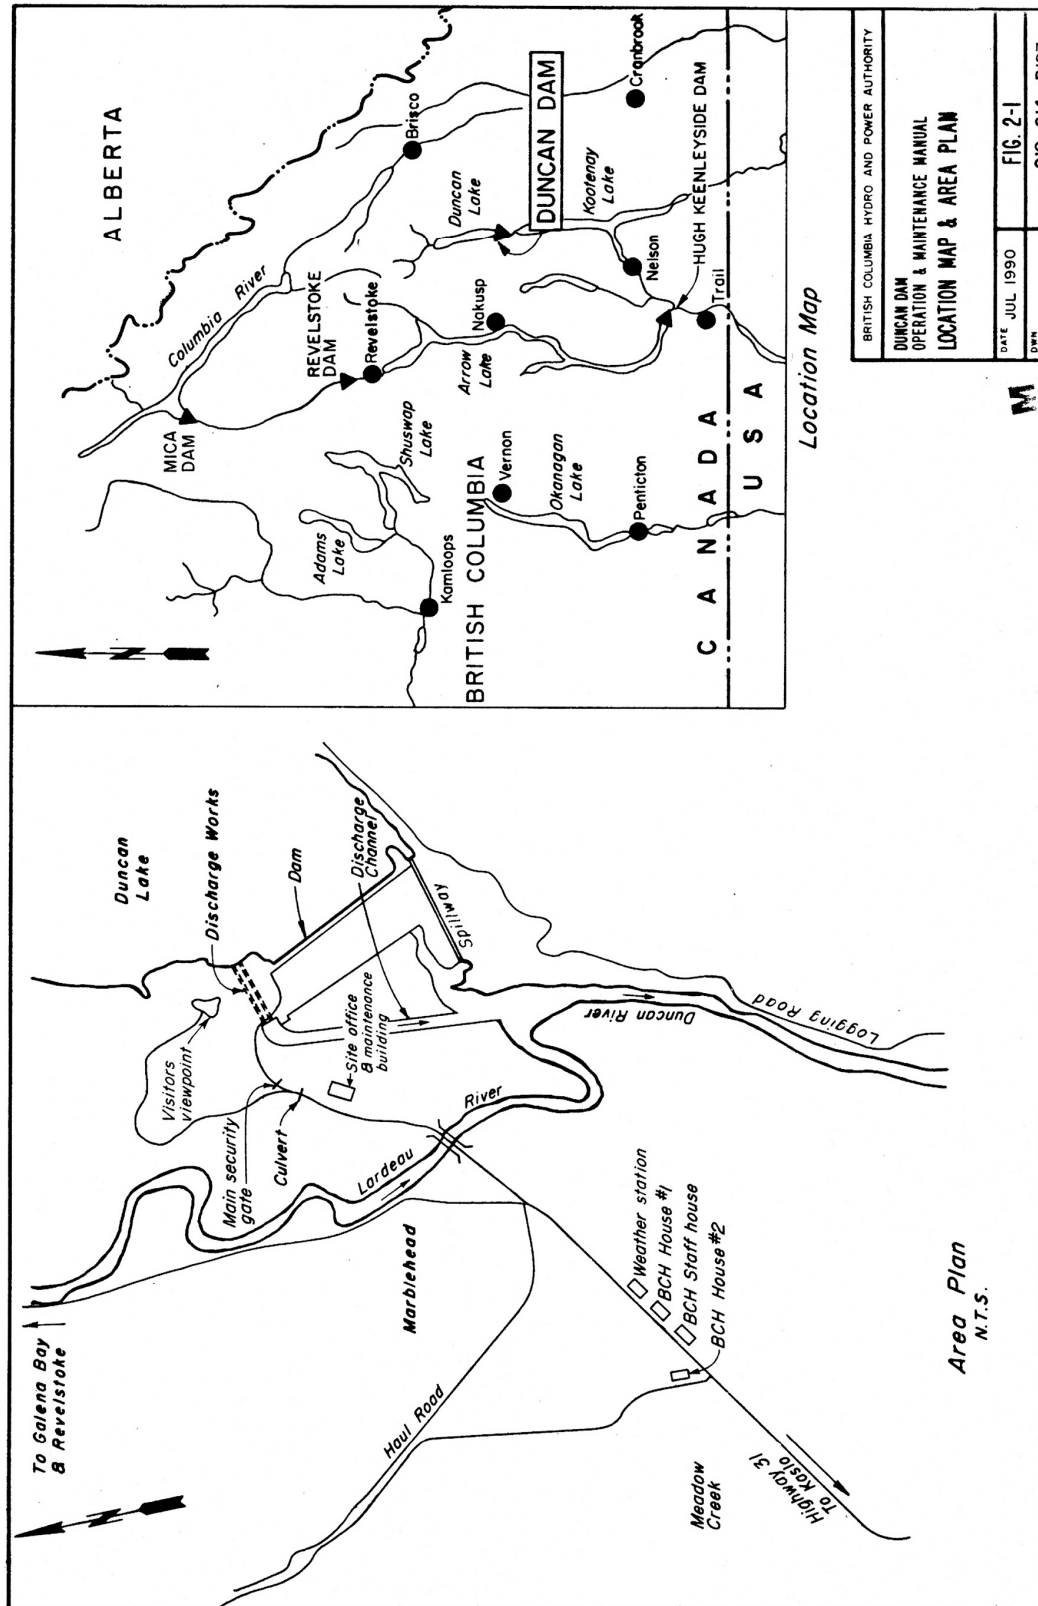 To Galena Bay
& Revelstoke
N
Haul Road
Meadow
Creek
Highway 31
To Kaslo
Marblehead
Weather station
BCH House #1
BCH Staff house
BCH House #2
Main security
gate
Culvert
Lardeau
River
Visitors
viewpoint
Site office
& maintenance
building
Duncan
Lake
Discharge Works
Dam
Discharge
Channel
Spillway
Duncan River
Logging Road
Area Plan
N.T.S.
N
ALBERTA
Columbia River
MICA
DAM
REVELSTOKE
DAM
Revelstoke
Brisco
Adams
Lake
Shuswap
Lake
Kamloops
BRITISH COLUMBIA
Vernon
Okanagan
Lake
Penticton
Arrow
Lake
Nakusp
Duncan
Lake
DUNCAN DAM
Kootenay
Lake
Nelson
Cranbrook
HUGH KEENLEYSIDE DAM
Trail
CANADA
USA
Location Map
BRITISH COLUMBIA HYDRO AND POWER AUTHORITY
DUNCAN DAM
OPERATION & MAINTENANCE MANUAL
LOCATION MAP & AREA PLAN
DATE JUL 1990
FIG. 2-1
DWN
M